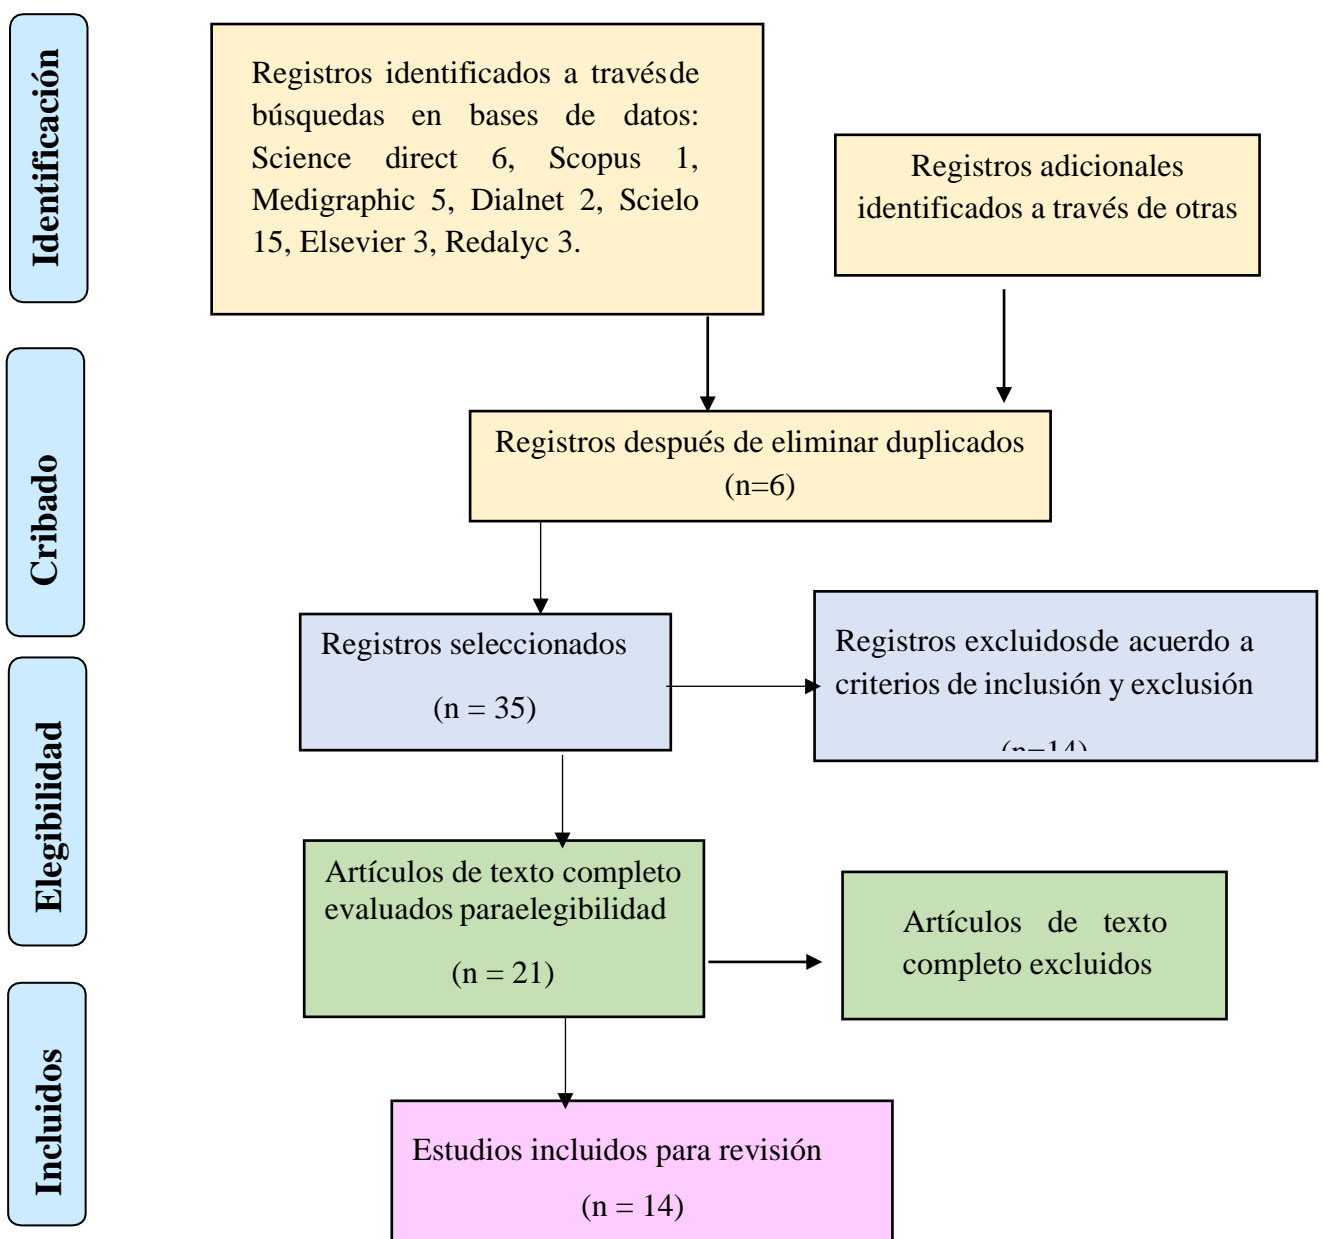 Identificación
Registros identificados a travésde
búsquedas en bases de datos:
Science direct 6, Scopus 1,
Medigraphic 5, Dialnet 2, Scielo
15, Elsevier 3, Redalyc 3.
Registros adicionales
identificados a través de otras
Cribado
Registros después de eliminar duplicados
(n=6)
Registros seleccionados
(n = 35)
Registros excluidosde acuerdo a
criterios de inclusión y exclusión
(n=14)
Elegibilidad
Artículos de texto completo
evaluados paraelegibilidad
(n = 21)
Artículos de texto
completo excluidos
Incluidos
Estudios incluidos para revisión
(n = 14)